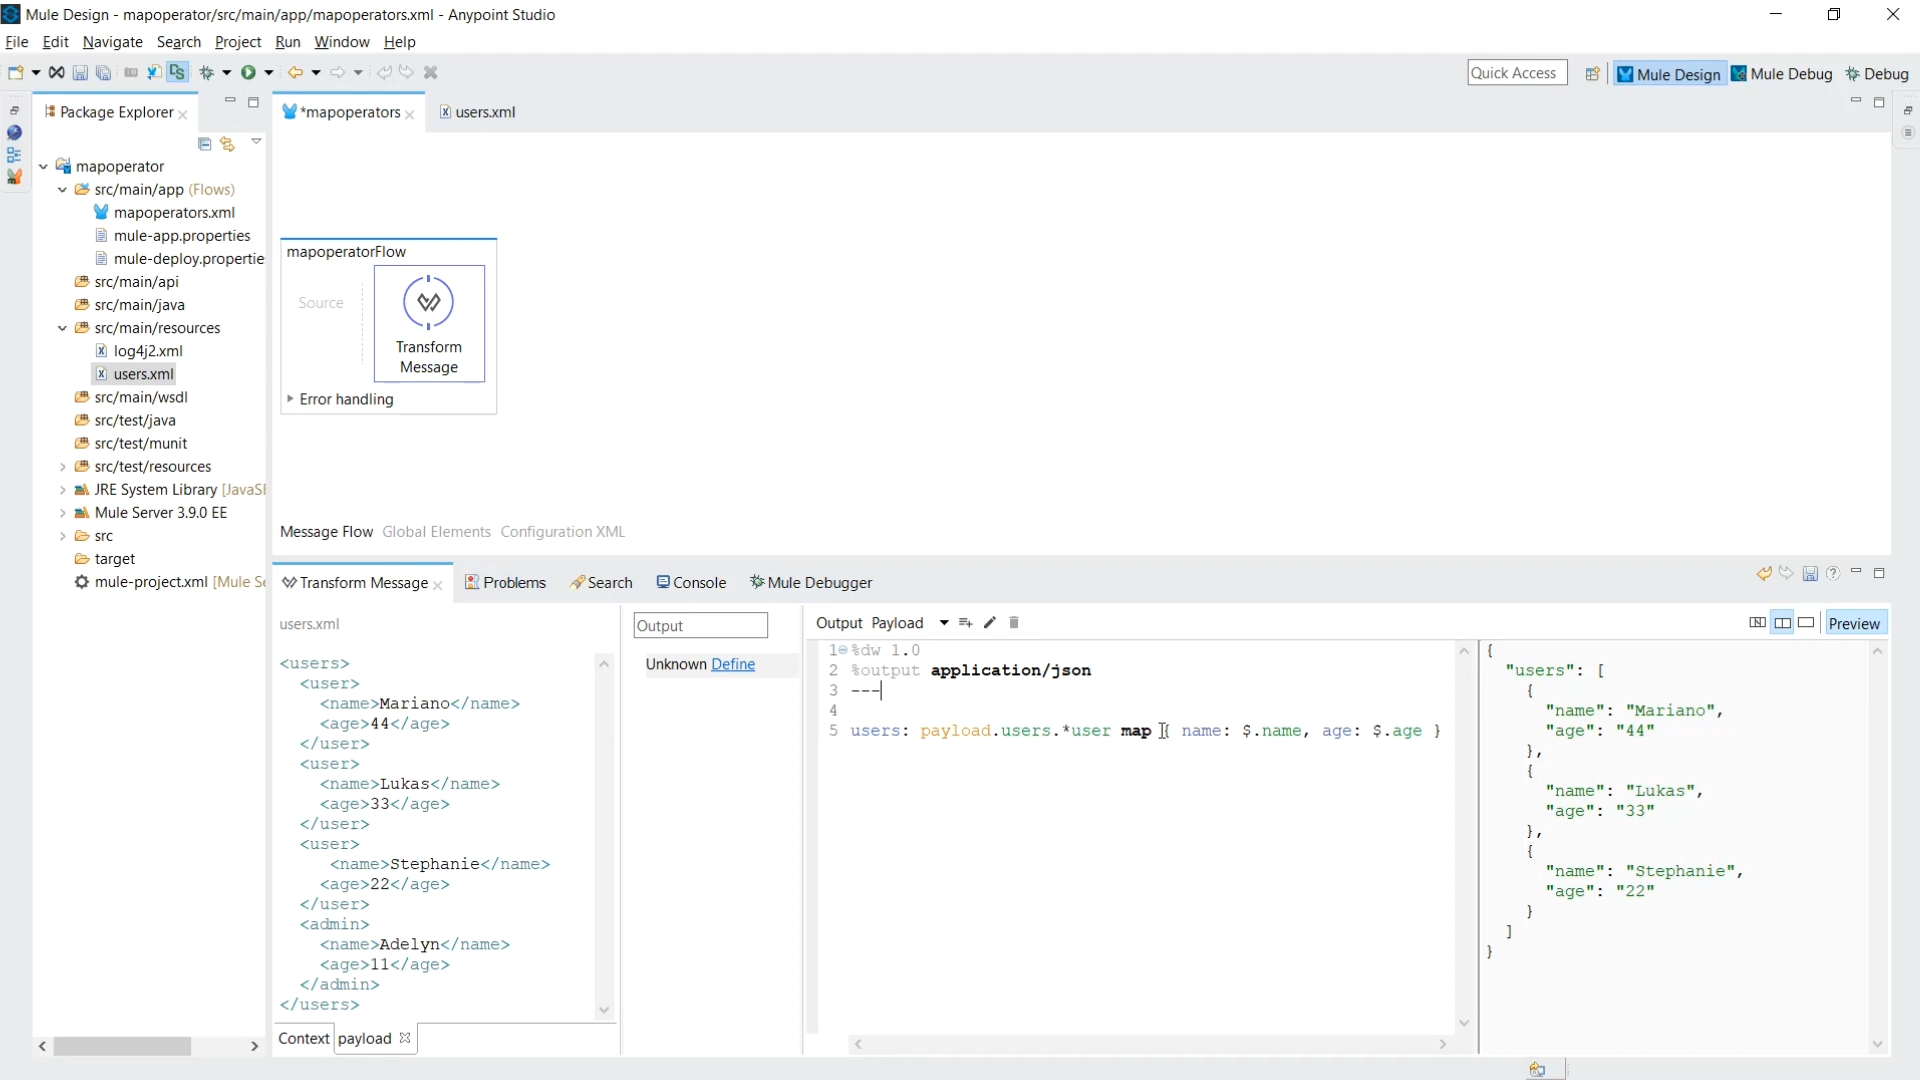 Mule Design - mapoperator/src/main/app/mapoperators.xml - Anypoint Studio
File Edit Navigate Search Project Run Window Help
Quick Access
Mule Design
Mule Debug
Debug
Package Explorer
*mapoperators
users.xml
mapoperator
src/main/app (Flows)
mapoperators.xml
mule-app.properties
mule-deploy.propertie
src/main/api
src/main/java
src/main/resources
log4j2.xml
users.xml
src/main/wsdl
src/test/java
src/test/munit
src/test/resources
JRE System Library [JavaSE
Mule Server 3.9.0 EE
src
target
mule-project.xml [Mule Se
mapoperatorFlow
Source
Transform
Message
Error handling
Message Flow Global Elements Configuration XML
Transform Message
Problems
Search
Console
Mule Debugger
users.xml
<users>
<user>
<name>Mariano</name>
<age>44</age>
</user>
<user>
<name>Lukas</name>
<age>33</age>
</user>
<user>
<name>Stephanie</name>
<age>22</age>
</user>
<admin>
<name>Adelyn</name>
<age>11</age>
</admin>
</users>
Context payload
Output
Unknown Define
Output Payload
Preview
1 %dw 1.0
2 %output application/json
3 ---
4
5 users: payload.users.*user map { name: $.name, age: $.age }
{
"users": [
{
"name": "Mariano",
"age": "44"
},
{
"name": "Lukas",
"age": "33"
},
{
"name": "Stephanie",
"age": "22"
}
]
}